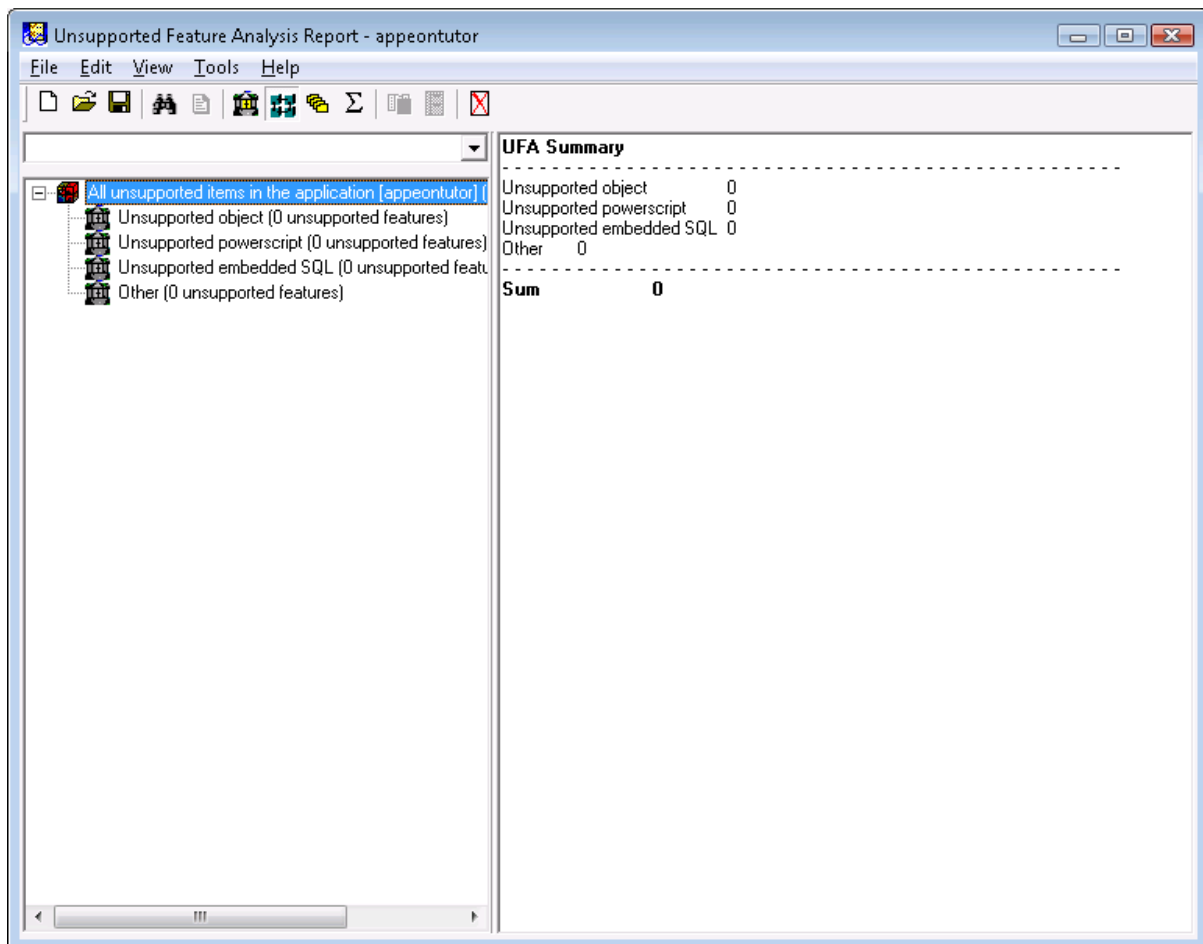 Unsupported Feature Analysis Report - appeontutor
File Edit View Tools Help
All unsupported items in the application [appeontutor] (
Unsupported object (0 unsupported features)
Unsupported powerscript (0 unsupported features)
Unsupported embedded SQL (0 unsupported featu
Other (0 unsupported features)
UFA Summary
Unsupported object 0
Unsupported powerscript 0
Unsupported embedded SQL 0
Other 0
Sum 0